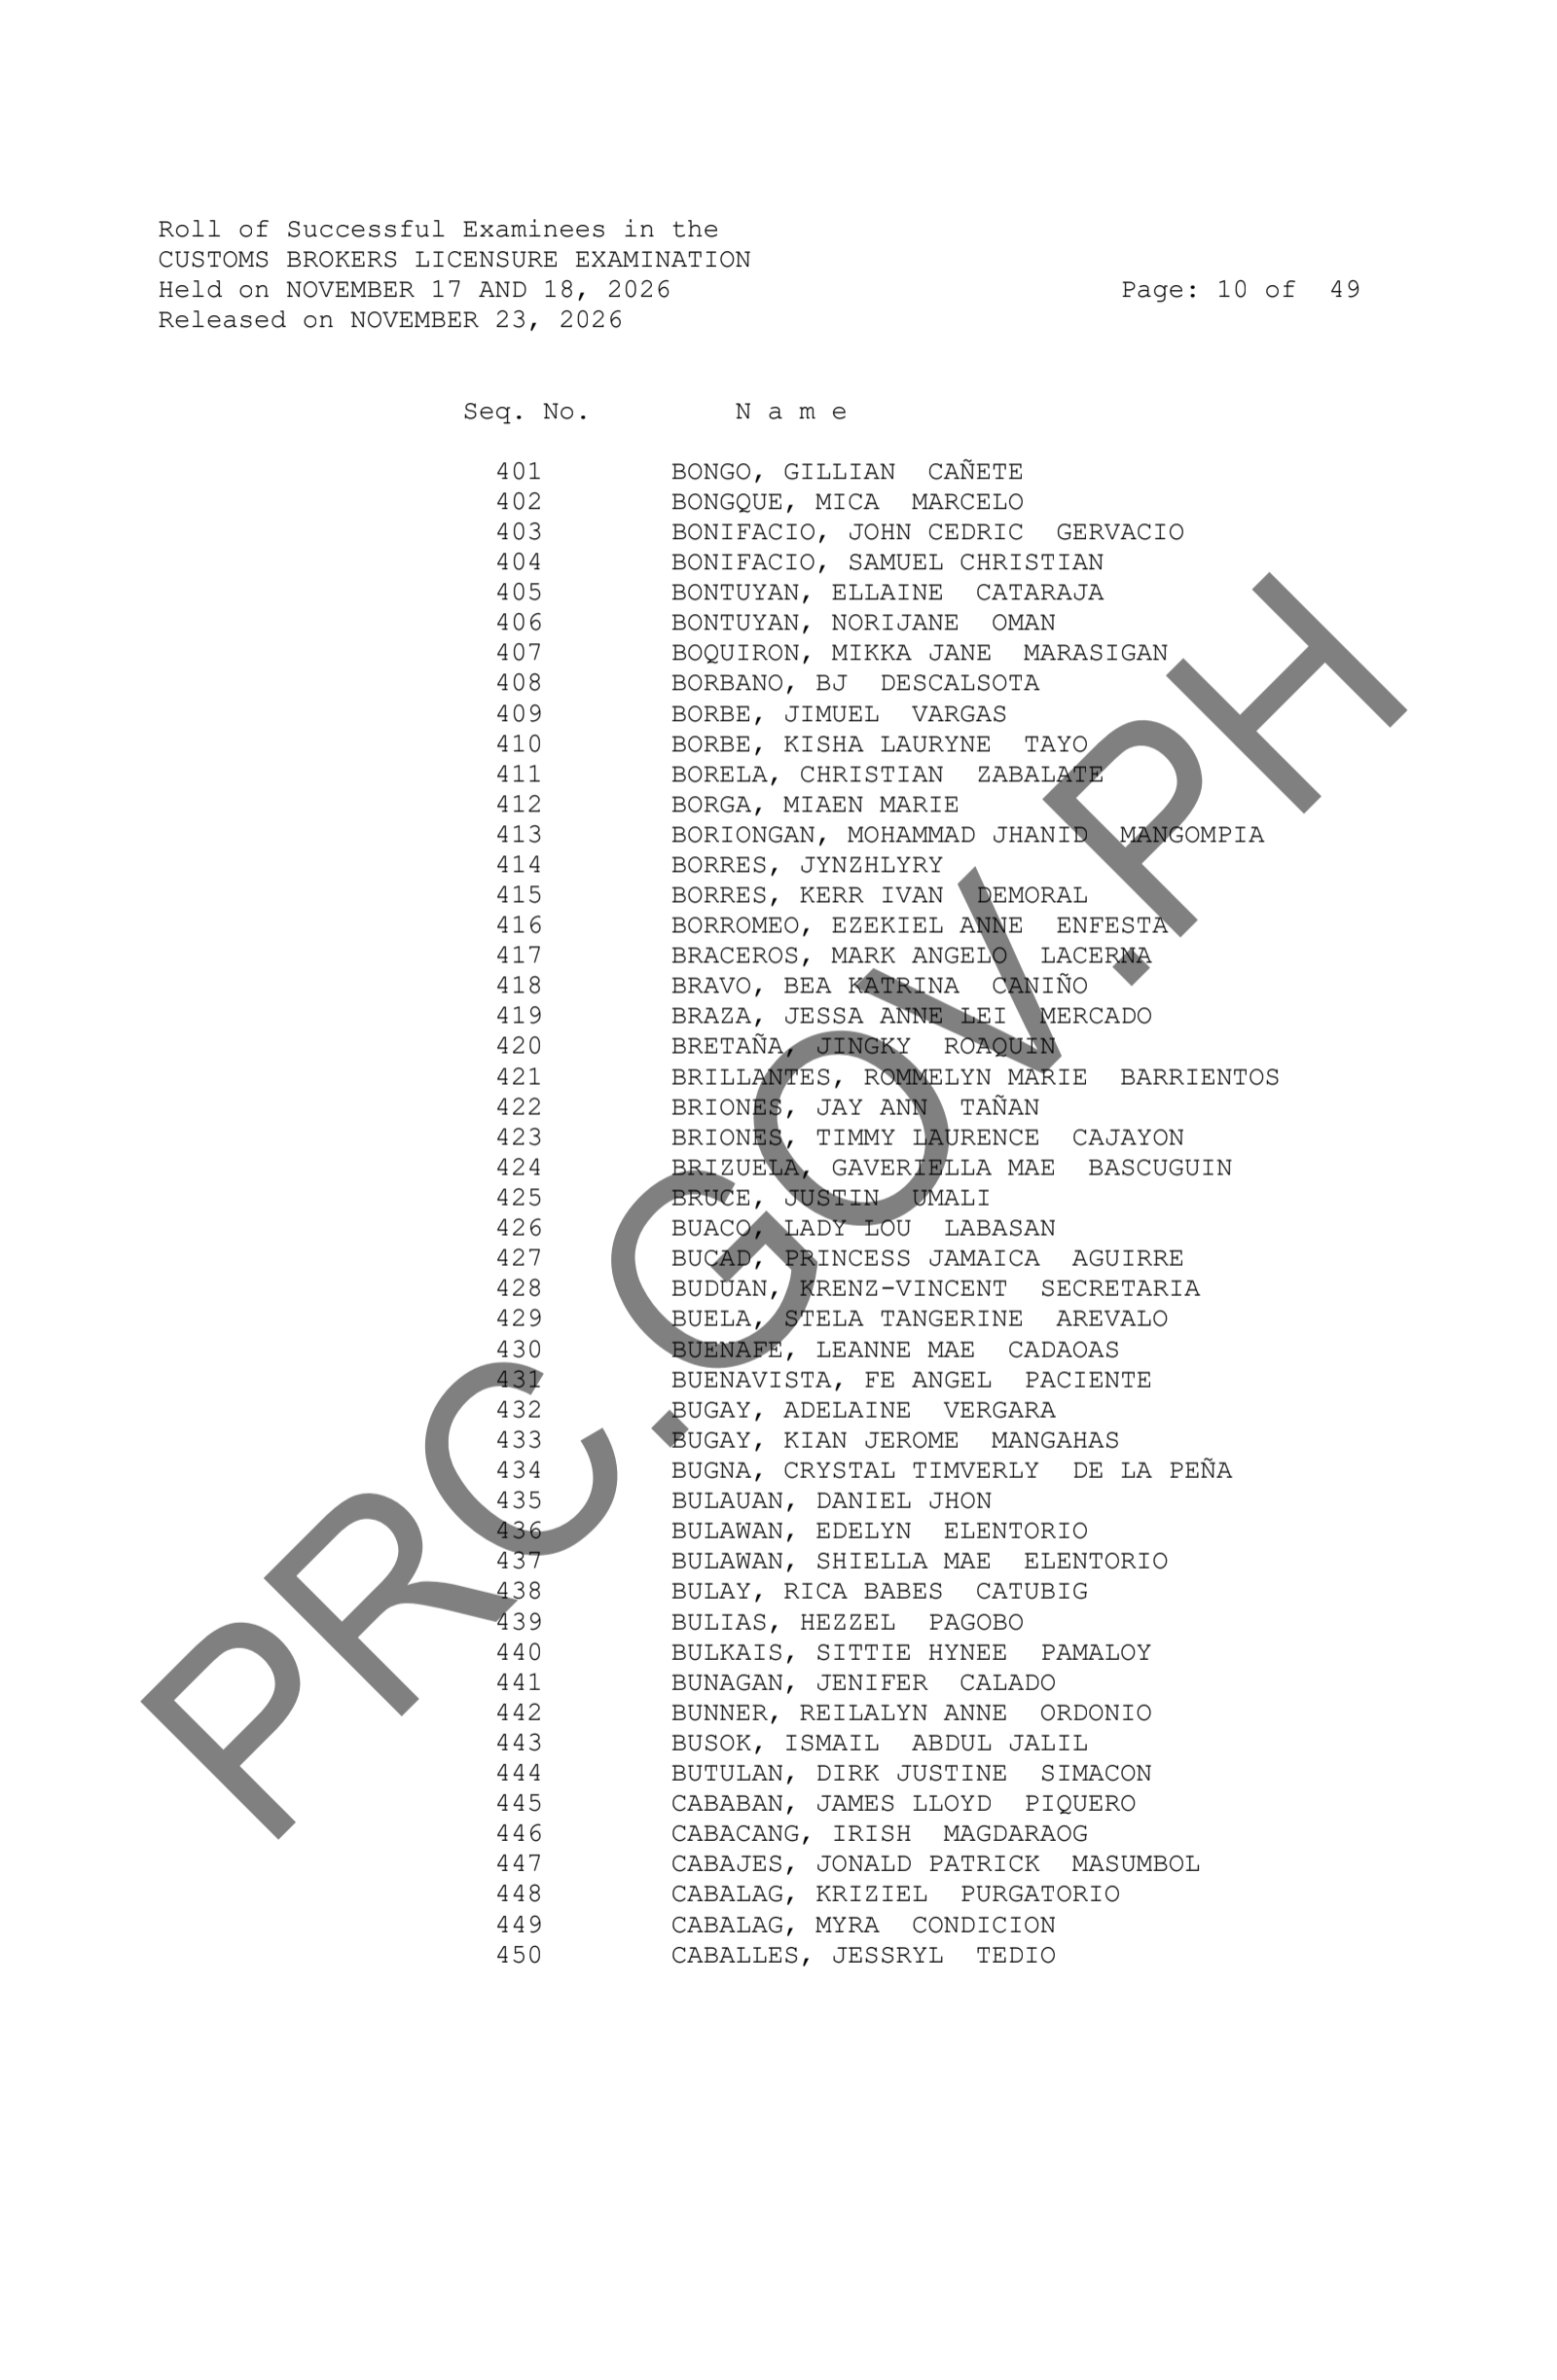 Roll of Successful Examinees in the
CUSTOMS BROKERS LICENSURE EXAMINATION
Held on NOVEMBER 17 AND 18, 2026 Page: 10 of 49
Released on NOVEMBER 23, 2026
Seq. No. N a m e
401 BONGO, GILLIAN CAÑETE
402 BONGQUE, MICA MARCELO
403 BONIFACIO, JOHN CEDRIC GERVACIO
404 BONIFACIO, SAMUEL CHRISTIAN
405 BONTUYAN, ELLAINE CATARAJA
406 BONTUYAN, NORIJANE OMAN
407 BOQUIRON, MIKKA JANE MARASIGAN
408 BORBANO, BJ DESCALSOTA
409 BORBE, JIMUEL VARGAS
410 BORBE, KISHA LAURYNE TAYO
411 BORELA, CHRISTIAN ZABALATE
412 BORGA, MIAEN MARIE
413 BORIONGAN, MOHAMMAD JHANID MANGOMPIA
414 BORRES, JYNZHLYRY
415 BORRES, KERR IVAN DEMORAL
416 BORROMEO, EZEKIEL ANNE ENFESTA
417 BRACEROS, MARK ANGELO LACERNA
418 BRAVO, BEA KATRINA CANIÑO
419 BRAZA, JESSA ANNE LEI MERCADO
420 BRETAÑA, JINGKY ROAQUIN
421 BRILLANTES, ROMMELYN MARIE BARRIENTOS
422 BRIONES, JAY ANN TAÑAN
423 BRIONES, TIMMY LAURENCE CAJAYON
424 BRIZUELA, GAVERIELLA MAE BASCUGUIN
425 BRUCE, JUSTIN UMALI
426 BUACO, LADY LOU LABASAN
427 BUCAD, PRINCESS JAMAICA AGUIRRE
428 BUDUAN, KRENZ-VINCENT SECRETARIA
429 BUELA, STELA TANGERINE AREVALO
430 BUENAFE, LEANNE MAE CADAOAS
431 BUENAVISTA, FE ANGEL PACIENTE
432 BUGAY, ADELAINE VERGARA
433 BUGAY, KIAN JEROME MANGAHAS
434 BUGNA, CRYSTAL TIMVERLY DE LA PEÑA
435 BULAUAN, DANIEL JHON
436 BULAWAN, EDELYN ELENTORIO
437 BULAWAN, SHIELLA MAE ELENTORIO
438 BULAY, RICA BABES CATUBIG
439 BULIAS, HEZZEL PAGOBO
440 BULKAIS, SITTIE HYNEE PAMALOY
441 BUNAGAN, JENIFER CALADO
442 BUNNER, REILALYN ANNE ORDONIO
443 BUSOK, ISMAIL ABDUL JALIL
444 BUTULAN, DIRK JUSTINE SIMACON
445 CABABAN, JAMES LLOYD PIQUERO
446 CABACANG, IRISH MAGDARAOG
447 CABAJES, JONALD PATRICK MASUMBOL
448 CABALAG, KRIZIEL PURGATORIO
449 CABALAG, MYRA CONDICION
450 CABALLES, JESSRYL TEDIO
PRC.GOV.PH